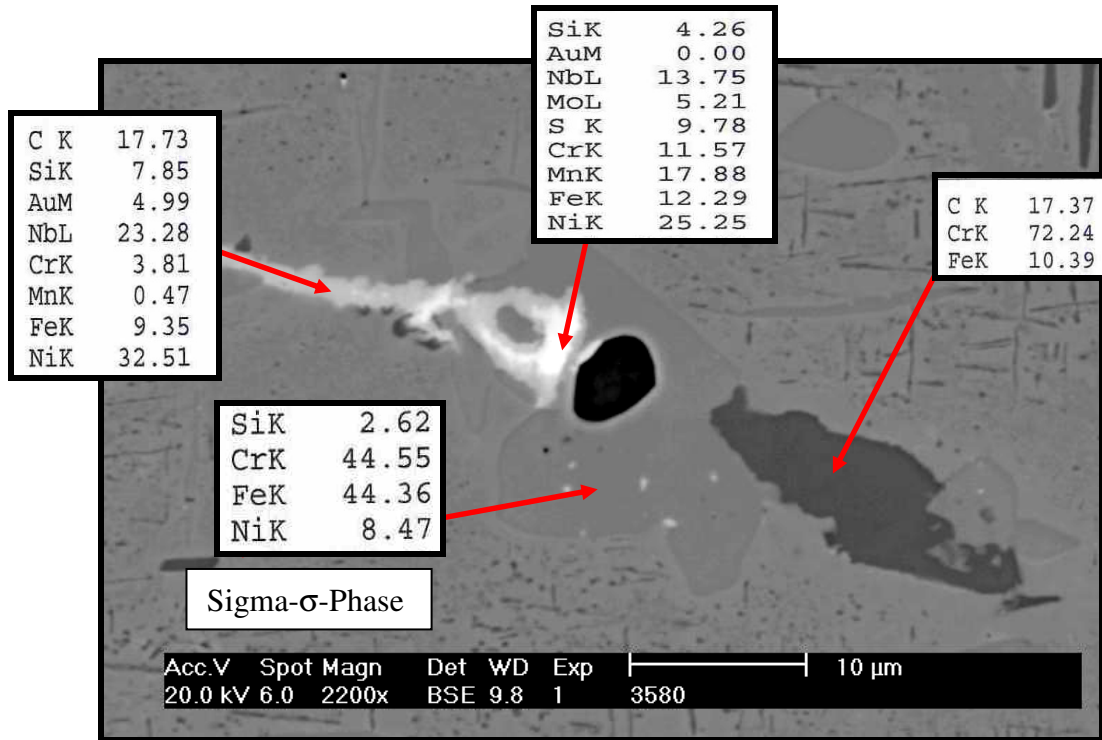 SiK 4.26
AuM 0.00
NbL 13.75
MoL 5.21
S K 9.78
CrK 11.57
MnK 17.88
FeK 12.29
NiK 25.25
C K 17.73
SiK 7.85
AuM 4.99
NbL 23.28
CrK 3.81
MnK 0.47
FeK 9.35
NiK 32.51
C K 17.37
CrK 72.24
FeK 10.39
SiK 2.62
CrK 44.55
FeK 44.36
NiK 8.47
Sigma-σ-Phase
Acc.V Spot Magn Det WD Exp 10 µm
20.0 kV 6.0 2200x BSE 9.8 1 3580